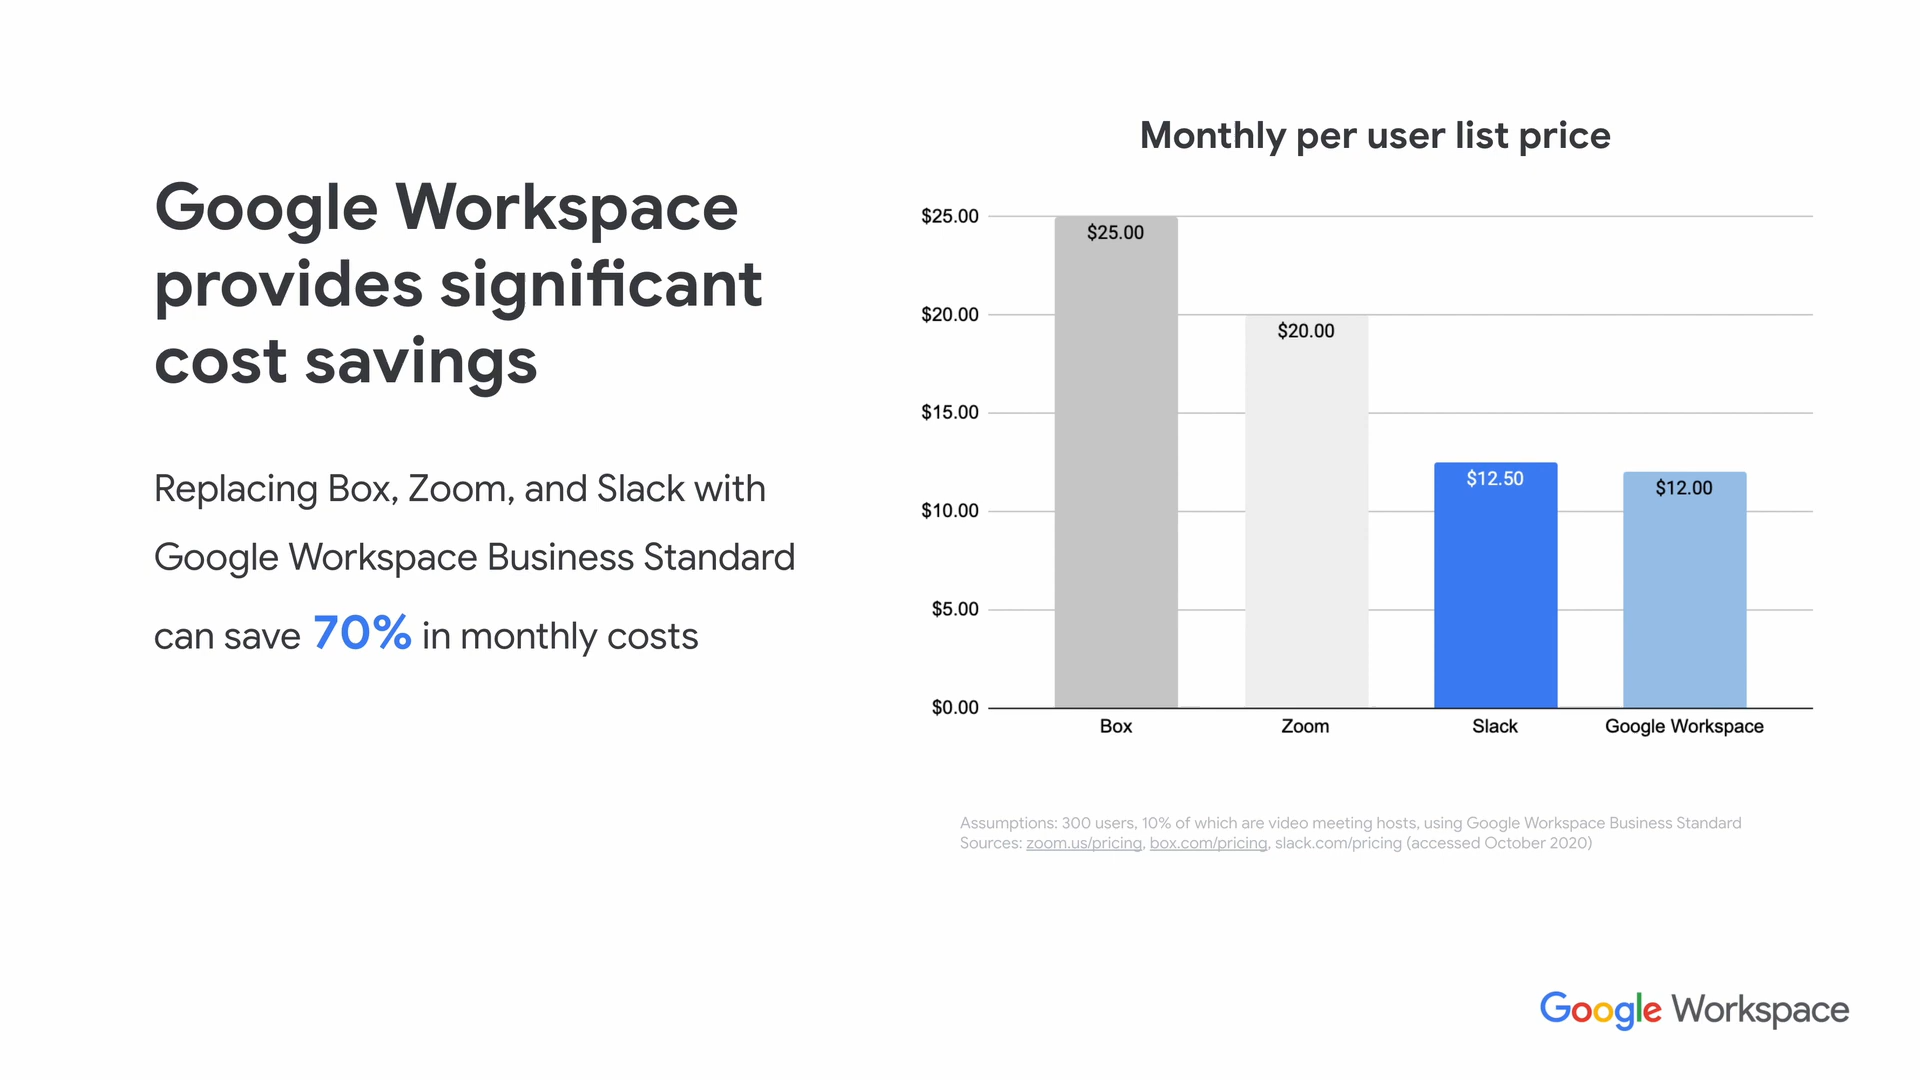 Google Workspace
provides significant
cost savings
Replacing Box, Zoom, and Slack with
Google Workspace Business Standard
can save 70% in monthly costs
Monthly per user list price
$25.00
$20.00
$15.00
$10.00
$5.00
$0.00
$25.00
$20.00
$12.50
$12.00
Box
Zoom
Slack
Google Workspace
Assumptions: 300 users, 10% of which are video meeting hosts, using Google Workspace Business Standard
Sources: zoom.us/pricing, box.com/pricing, slack.com/pricing (accessed October 2020)
Google Workspace